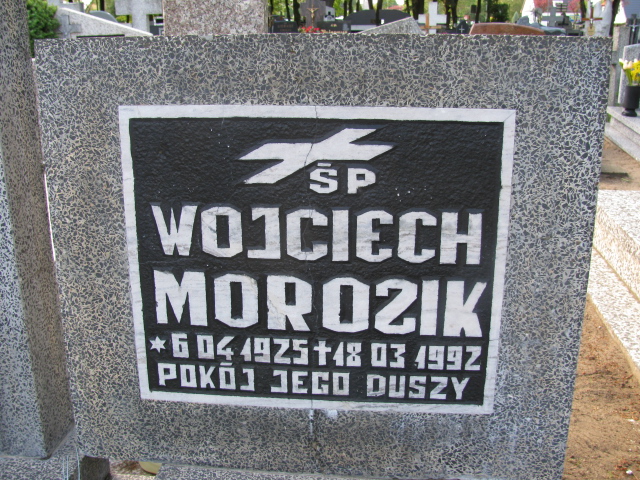 ŚP
WOJCIECH
MOROZIK
* 6 04 1925 + 18 03 1992
POKÓJ JEGO DUSZY